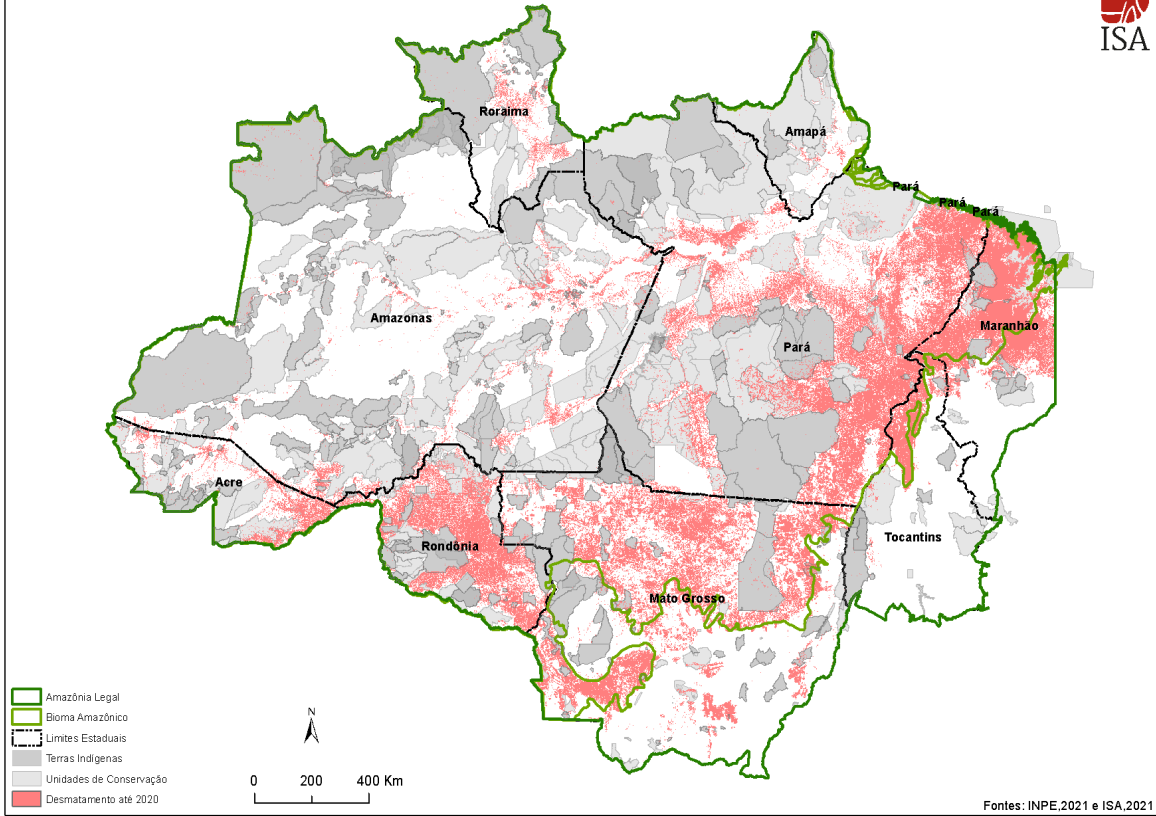 ISA
Roraima
Amapá
Pará
Pará
Pará
Amazonas
Maranhão
Pará
Acre
Rondônia
Tocantins
Mato Grosso
Amazônia Legal
Bioma Amazônico
Limites Estaduais
Terras Indígenas
Unidades de Conservação
Desmatamento até 2020
N
0 200 400 Km
Fontes: INPE,2021 e ISA,2021